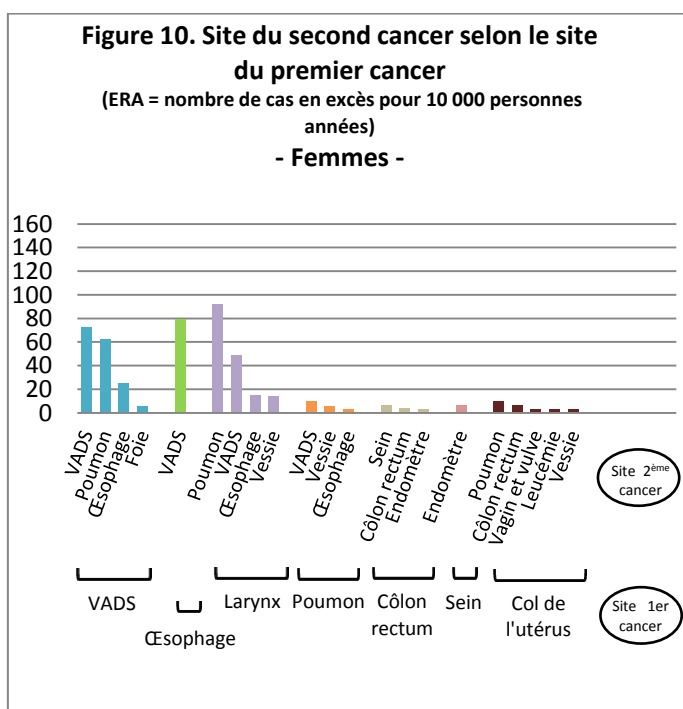 Figure 10. Site du second cancer selon le site
du premier cancer
(ERA = nombre de cas en excès pour 10 000 personnes
années)
- Femmes -
160
140
120
100
80
60
40
20
0
VADS
Poumon
Œsophage
Foie
VADS
Poumon
VADS
Œsophage
Vessie
VADS
Vessie
Œsophage
Sein
Côlon rectum
Endomètre
Endomètre
Poumon
Côlon rectum
Vagin et vulve
Leucémie
Vessie
Site 2ème
cancer
VADS
Œsophage
Larynx
Poumon
Côlon
rectum
Sein
Col de
l'utérus
Site 1er
cancer